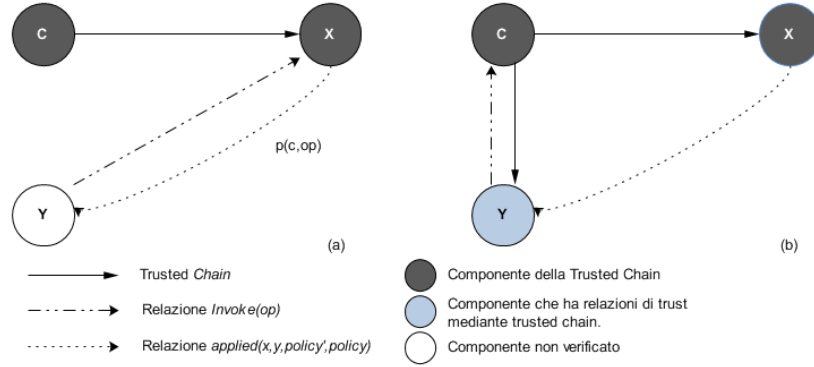 C
X
C
X
p(c,op)
Y
(a)
Y
(b)
Trusted Chain
Componente della Trusted Chain
Relazione Invoke(op)
Componente che ha relazioni di trust
mediante trusted chain.
Relazione applied(x,y,policy',policy)
Componente non verificato